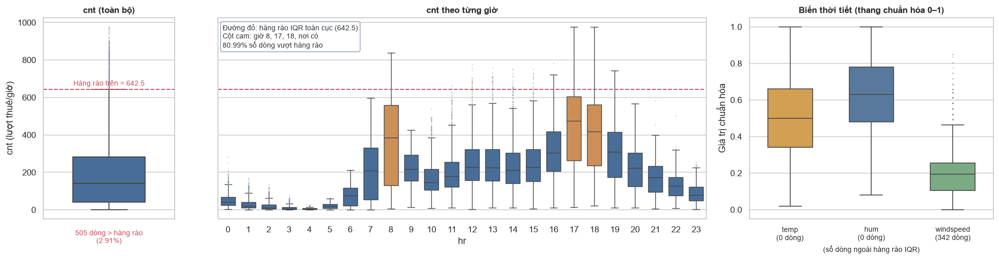 cnt (toàn bộ)
cnt (lượt thuê/giờ)
1000
800
600
400
200
0
Hàng rào trên = 642.5
505 dòng > hàng rào
(2.91%)
cnt theo từng giờ
Đường đỏ: hàng rào IQR toàn cục (642.5)
Cột cam: giờ 8, 17, 18, nơi có
80.99% số dòng vượt hàng rào
0 1 2 3 4 5 6 7 8 9 10 11 12 13 14 15 16 17 18 19 20 21 22 23
hr
Biến thời tiết (thang chuẩn hóa 0–1)
Giá trị chuẩn hóa
1.0
0.8
0.6
0.4
0.2
0.0
temp hum windspeed
(0 dòng) (0 dòng) (342 dòng)
(số dòng ngoài hàng rào IQR)